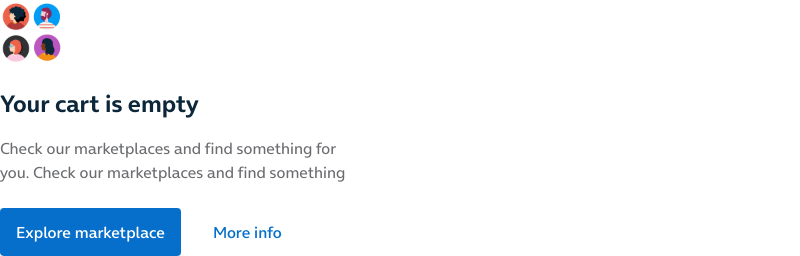 Your cart is empty
Check our marketplaces and find something for
you. Check our marketplaces and find something
Explore marketplace
More info